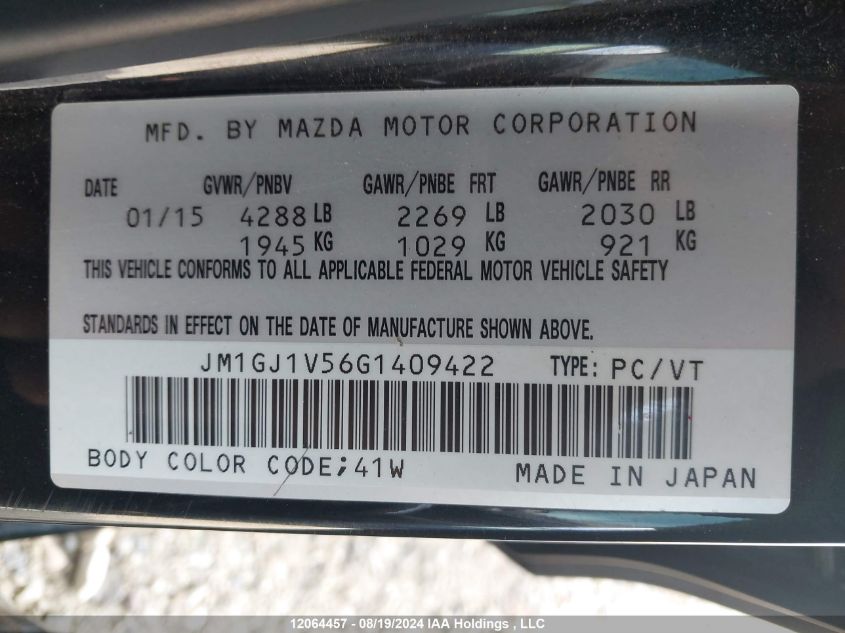 MFD. BY MAZDA MOTOR CORPORATION
DATE GVWR/PNBV GAWR/PNBE FRT GAWR/PNBE RR
01/15 4288 LB 2269 LB 2030 LB
1945 KG 1029 KG 921 KG
THIS VEHICLE CONFORMS TO ALL APPLICABLE FEDERAL MOTOR VEHICLE SAFETY
STANDARDS IN EFFECT ON THE DATE OF MANUFACTURE SHOWN ABOVE.
JM1GJ1V56G1409422 TYPE: PC/VT
BODY COLOR CODE;41W MADE IN JAPAN
12064457 - 08/19/2024 IAA Holdings , LLC